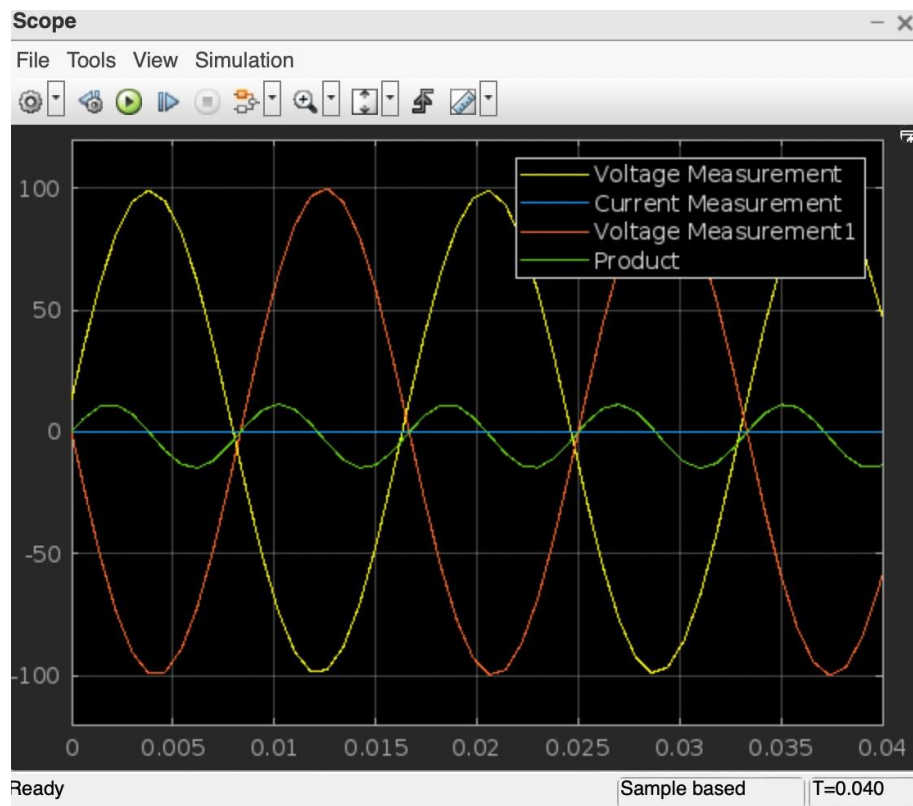 Scope
File Tools View Simulation
Voltage Measurement
Current Measurement
Voltage Measurement1
Product
100
50
0
-50
-100
0 0.005 0.01 0.015 0.02 0.025 0.03 0.035 0.04
Ready Sample based T=0.040